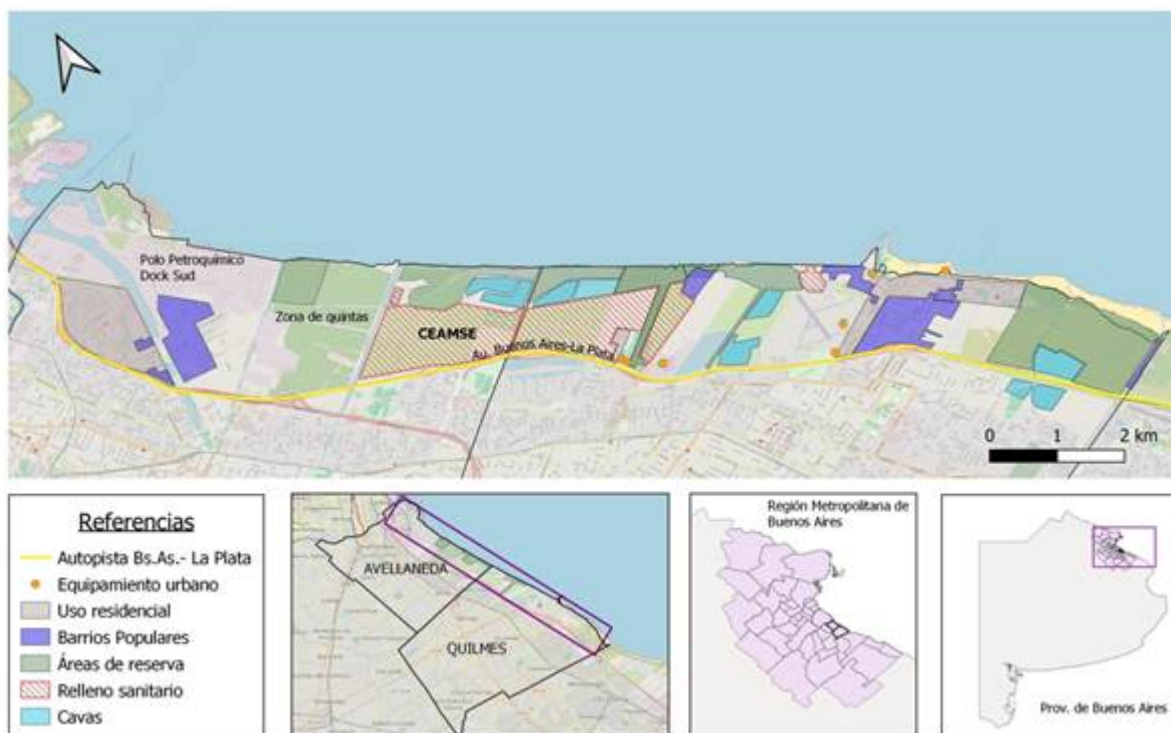 Polo Petroquímico
Dock Sud
Zona de quintas
CEAMSE
Au. Buenos Aires-La Plata
0 1 2 km
Referencias
Autopista Bs.As.- La Plata
Equipamiento urbano
Uso residencial
Barrios Populares
Áreas de reserva
Relleno sanitario
Cavas
AVELLANEDA
QUILMES
Región Metropolitana de
Buenos Aires
Prov. de Buenos Aires